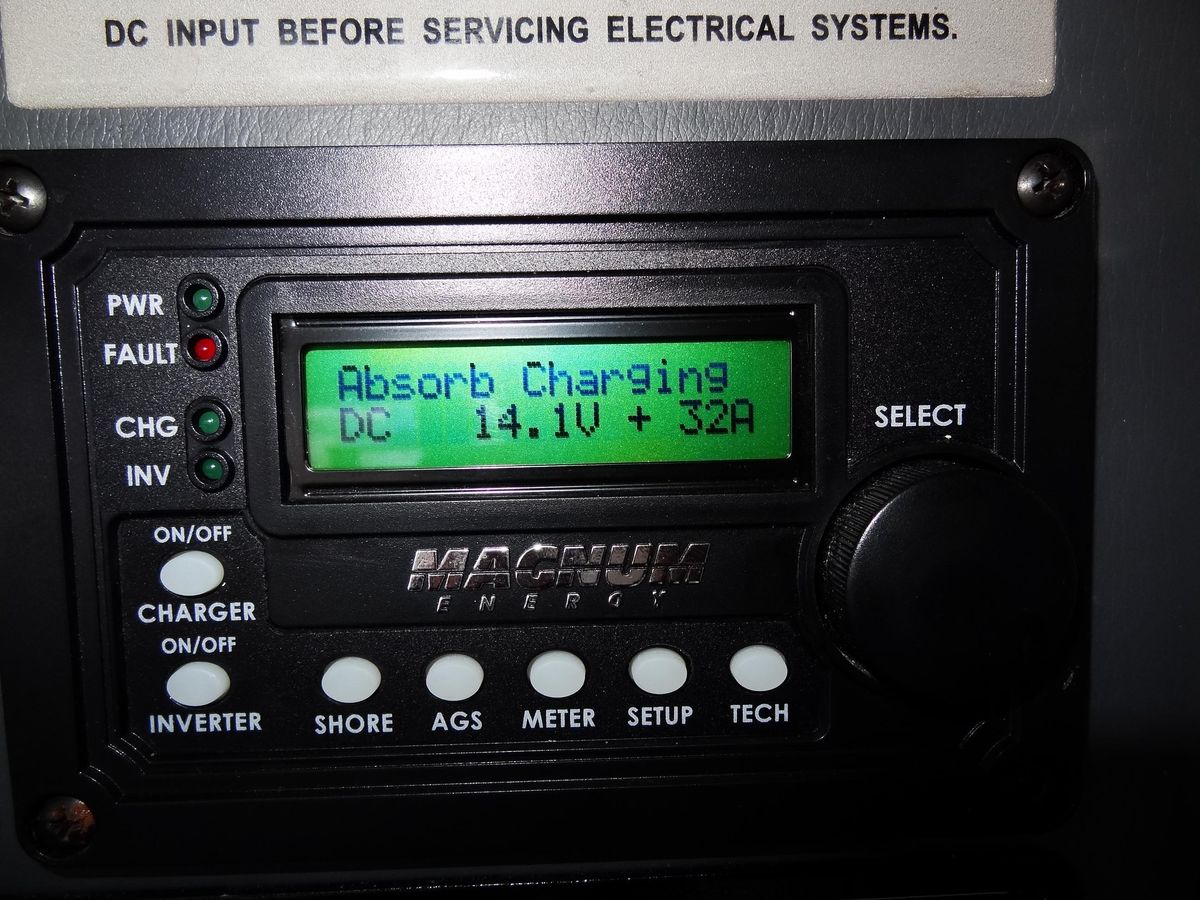 DC INPUT BEFORE SERVICING ELECTRICAL SYSTEMS.
PWR
FAULT
CHG
INV
Absorb Charging
DC 14.1V + 32A
SELECT
ON/OFF
CHARGER
ON/OFF
INVERTER
MAGNUM
ENERGY
SHORE AGS METER SETUP TECH